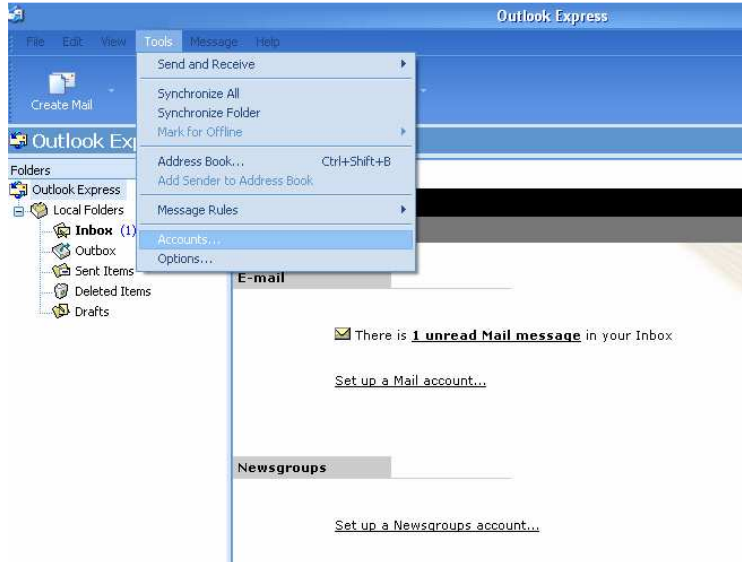 Outlook Express
File Edit View Tools Message Help
Create Mail
Send and Receive
Synchronize All
Synchronize Folder
Mark for Offline
Address Book... Ctrl+Shift+B
Add Sender to Address Book
Message Rules
Accounts...
Options...
Outlook Exp
Folders
Outlook Express
Local Folders
Inbox (1)
Outbox
Sent Items
Deleted Items
Drafts
E-mail
There is 1 unread Mail message in your Inbox
Set up a Mail account...
Newsgroups
Set up a Newsgroups account...